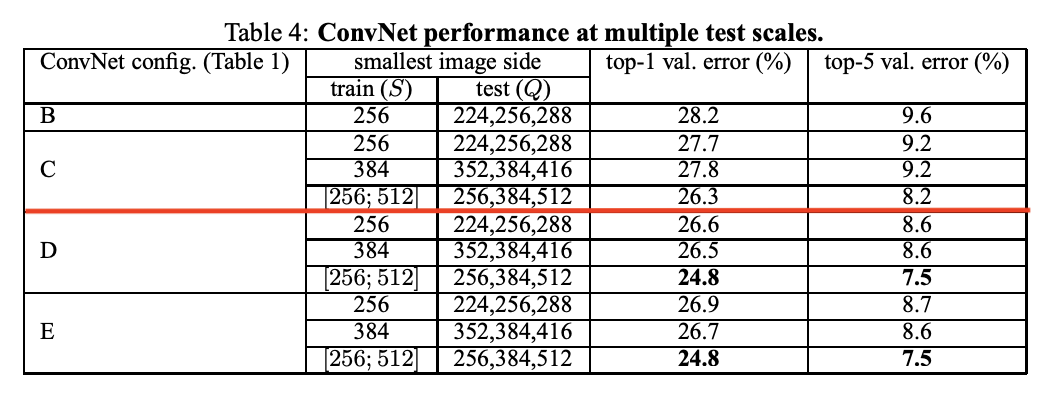 Table 4: ConvNet performance at multiple test scales.
ConvNet config. (Table 1) smallest image side top-1 val. error (%) top-5 val. error (%)
train (S) test (Q)
B 256 224,256,288 28.2 9.6
256 224,256,288 27.7 9.2
C 384 352,384,416 27.8 9.2
[256; 512] 256,384,512 26.3 8.2
256 224,256,288 26.6 8.6
D 384 352,384,416 26.5 8.6
[256; 512] 256,384,512 24.8 7.5
256 224,256,288 26.9 8.7
E 384 352,384,416 26.7 8.6
[256; 512] 256,384,512 24.8 7.5